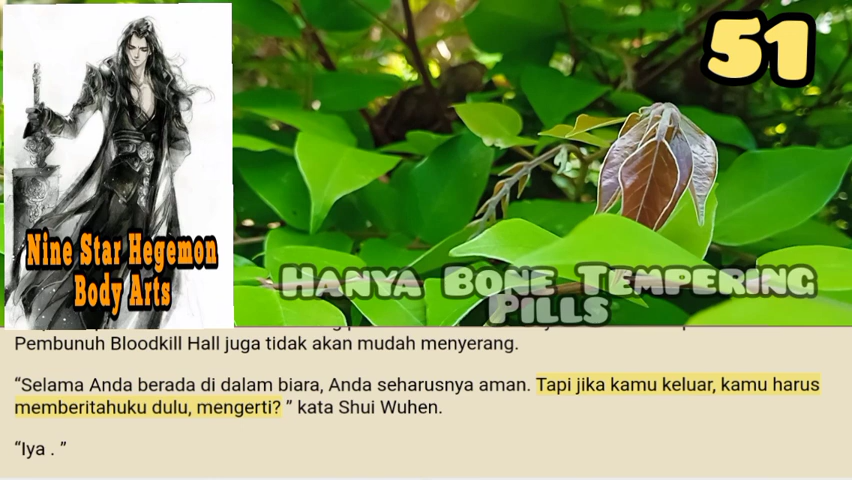 51
Nine Star Hegemon
Body Arts
Hanya Bone Tempering
Pills
Pembunuh Bloodkill Hall juga tidak akan mudah menyerang.
“Selama Anda berada di dalam biara, Anda seharusnya aman. Tapi jika kamu keluar, kamu harus
memberitahuku dulu, mengerti? ” kata Shui Wuhen.
“Iya . ”